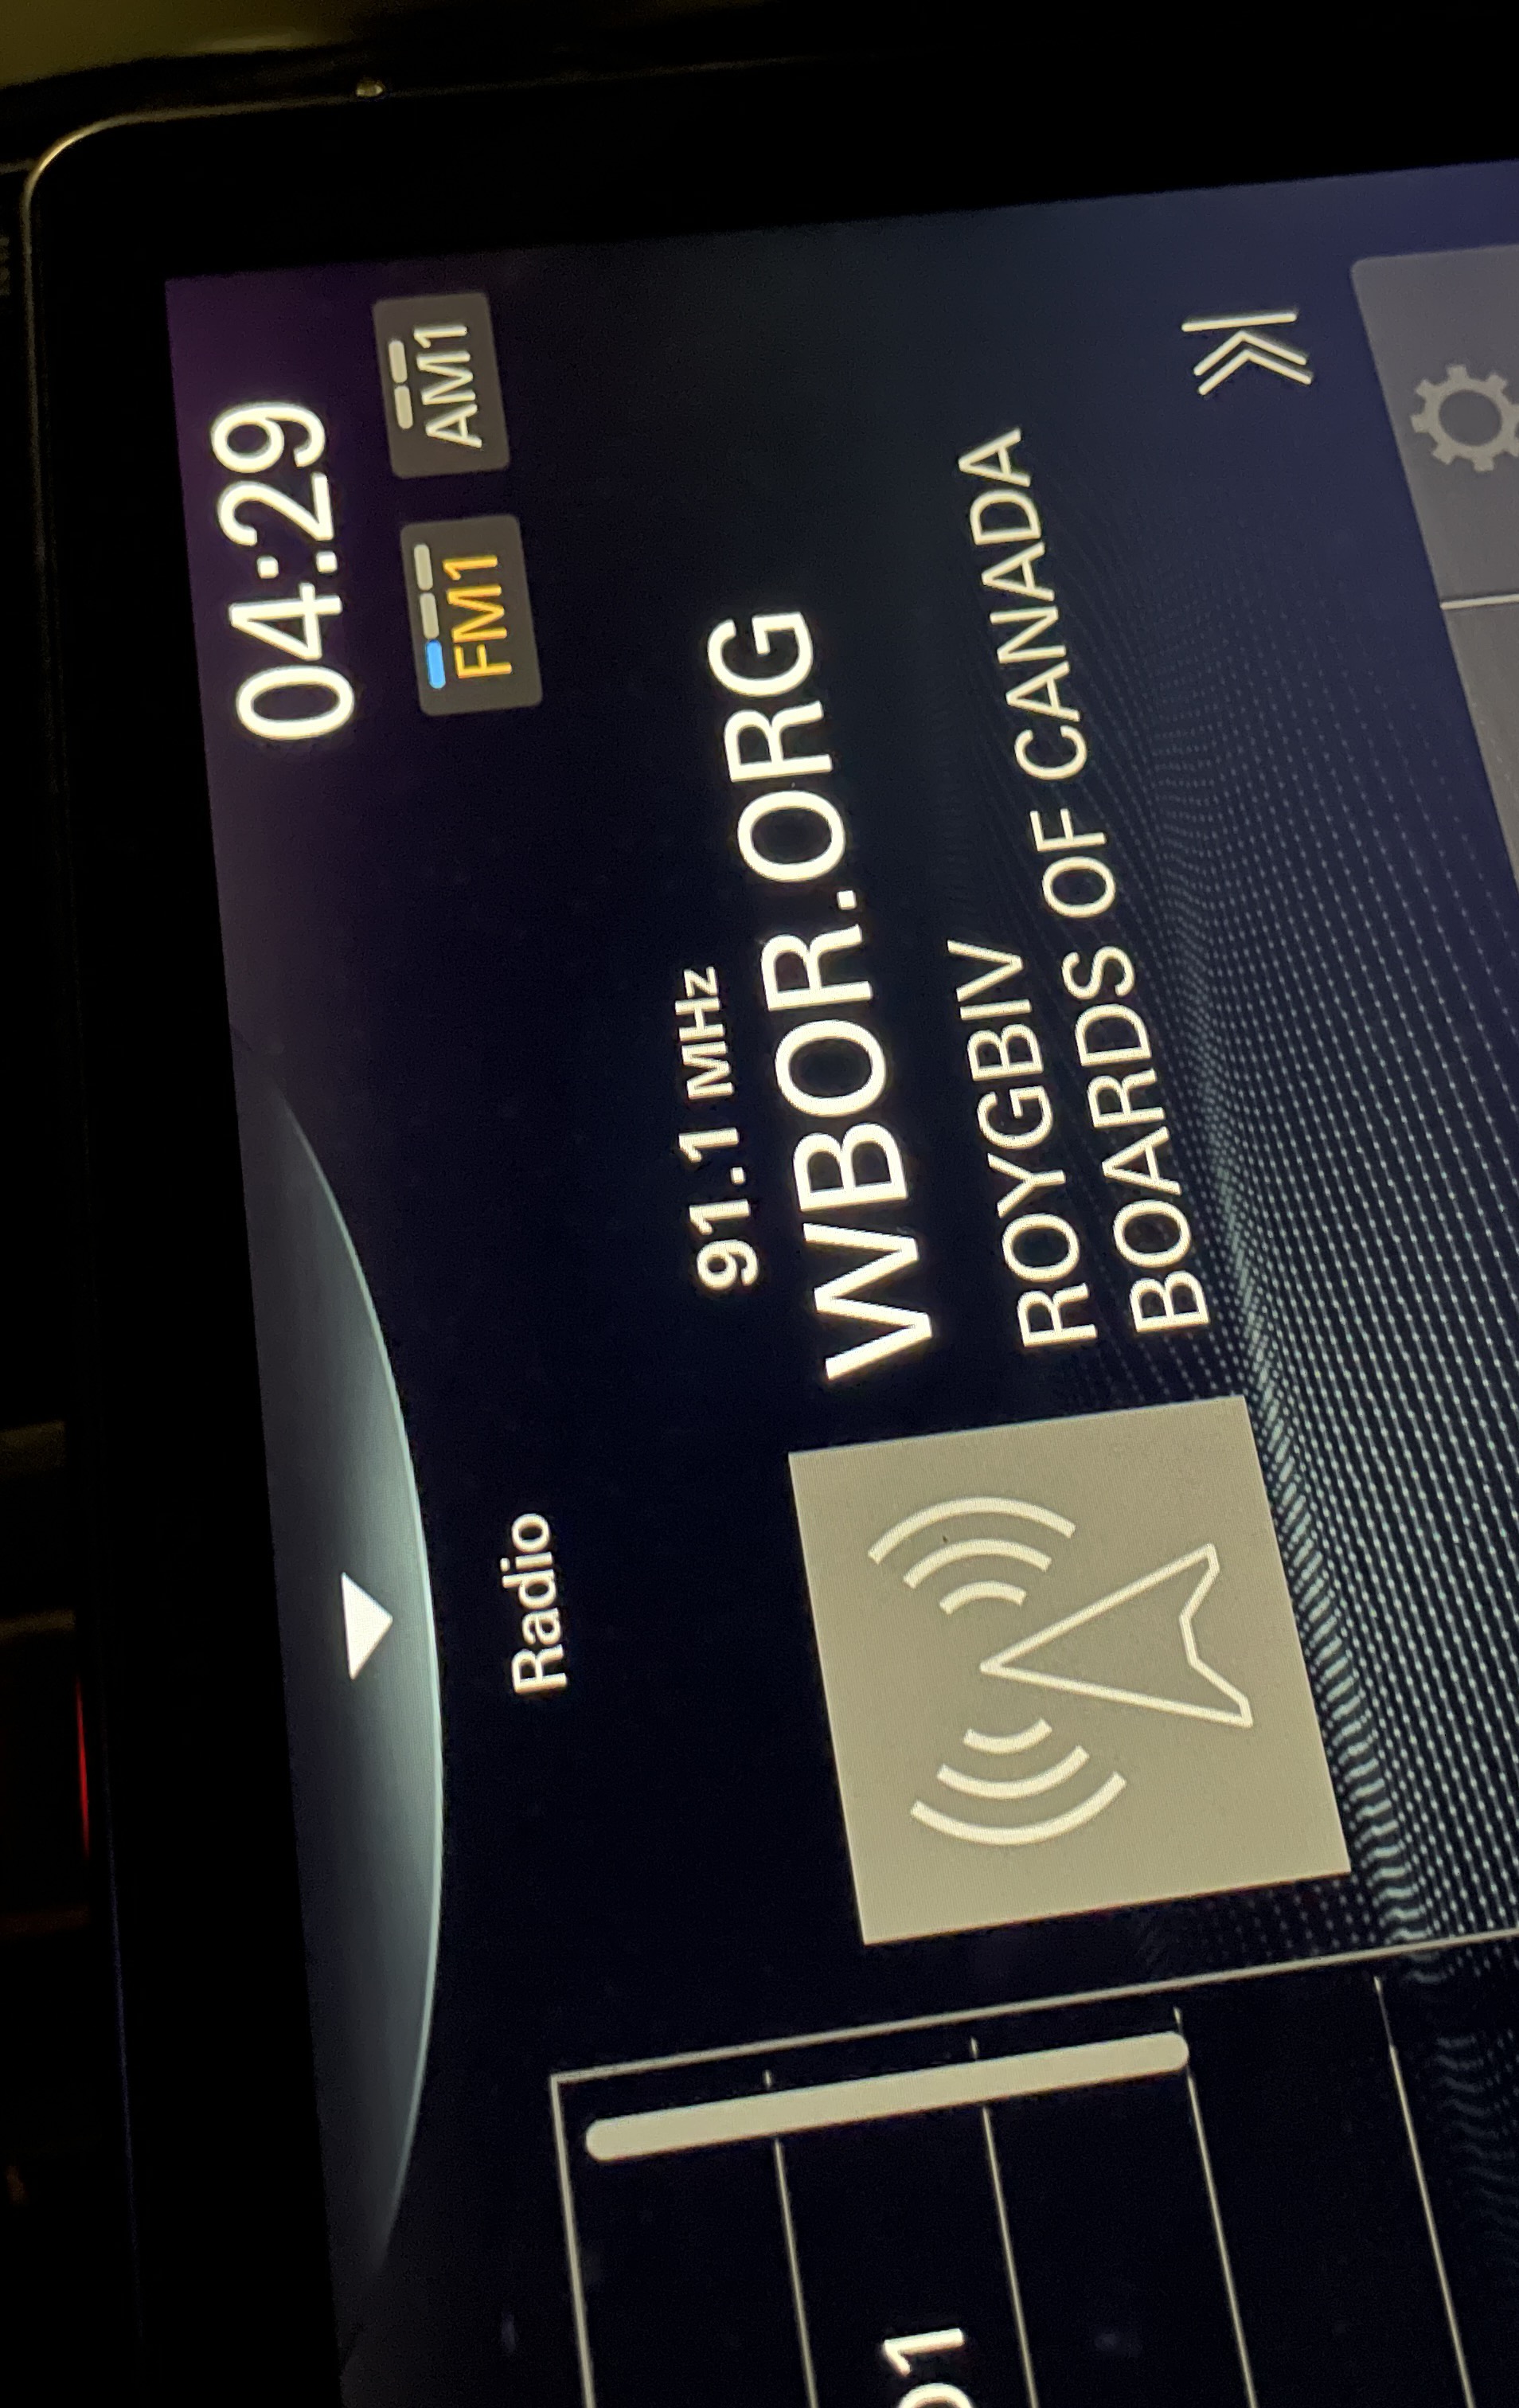 04:29
FM1 AM1
Radio
91.1 MHz
WBOR.ORG
ROYGBIV
BOARDS OF CANADA